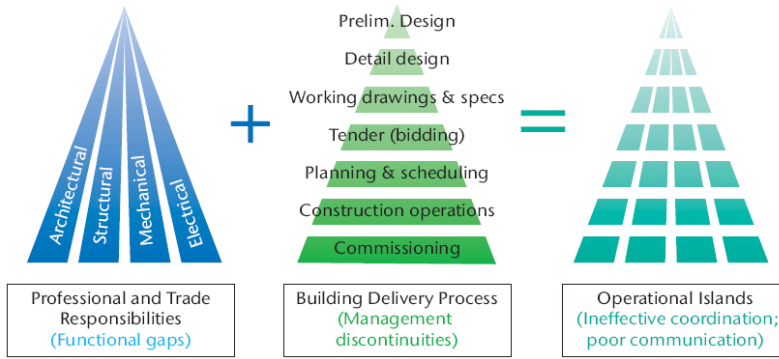 Architectural
Structural
Mechanical
Electrical
+
Prelim. Design
Detail design
Working drawings & specs
Tender (bidding)
Planning & scheduling
Construction operations
Commissioning
=
Professional and Trade
Responsibilities
(Functional gaps)
Building Delivery Process
(Management
discontinuities)
Operational Islands
(Ineffective coordination;
poor communication)